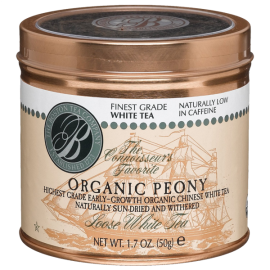 FINEST GRADE
WHITE TEA
NATURALLY LOW
IN CAFFEINE
B
The
Connoisseur's
Favorite
ORGANIC PEONY
HIGHEST GRADE EARLY-GROWTH ORGANIC CHINESE WHITE TEA
NATURALLY SUN-DRIED AND WITHERED
Loose White Tea
NET WT. 1.7 OZ. (50g) e